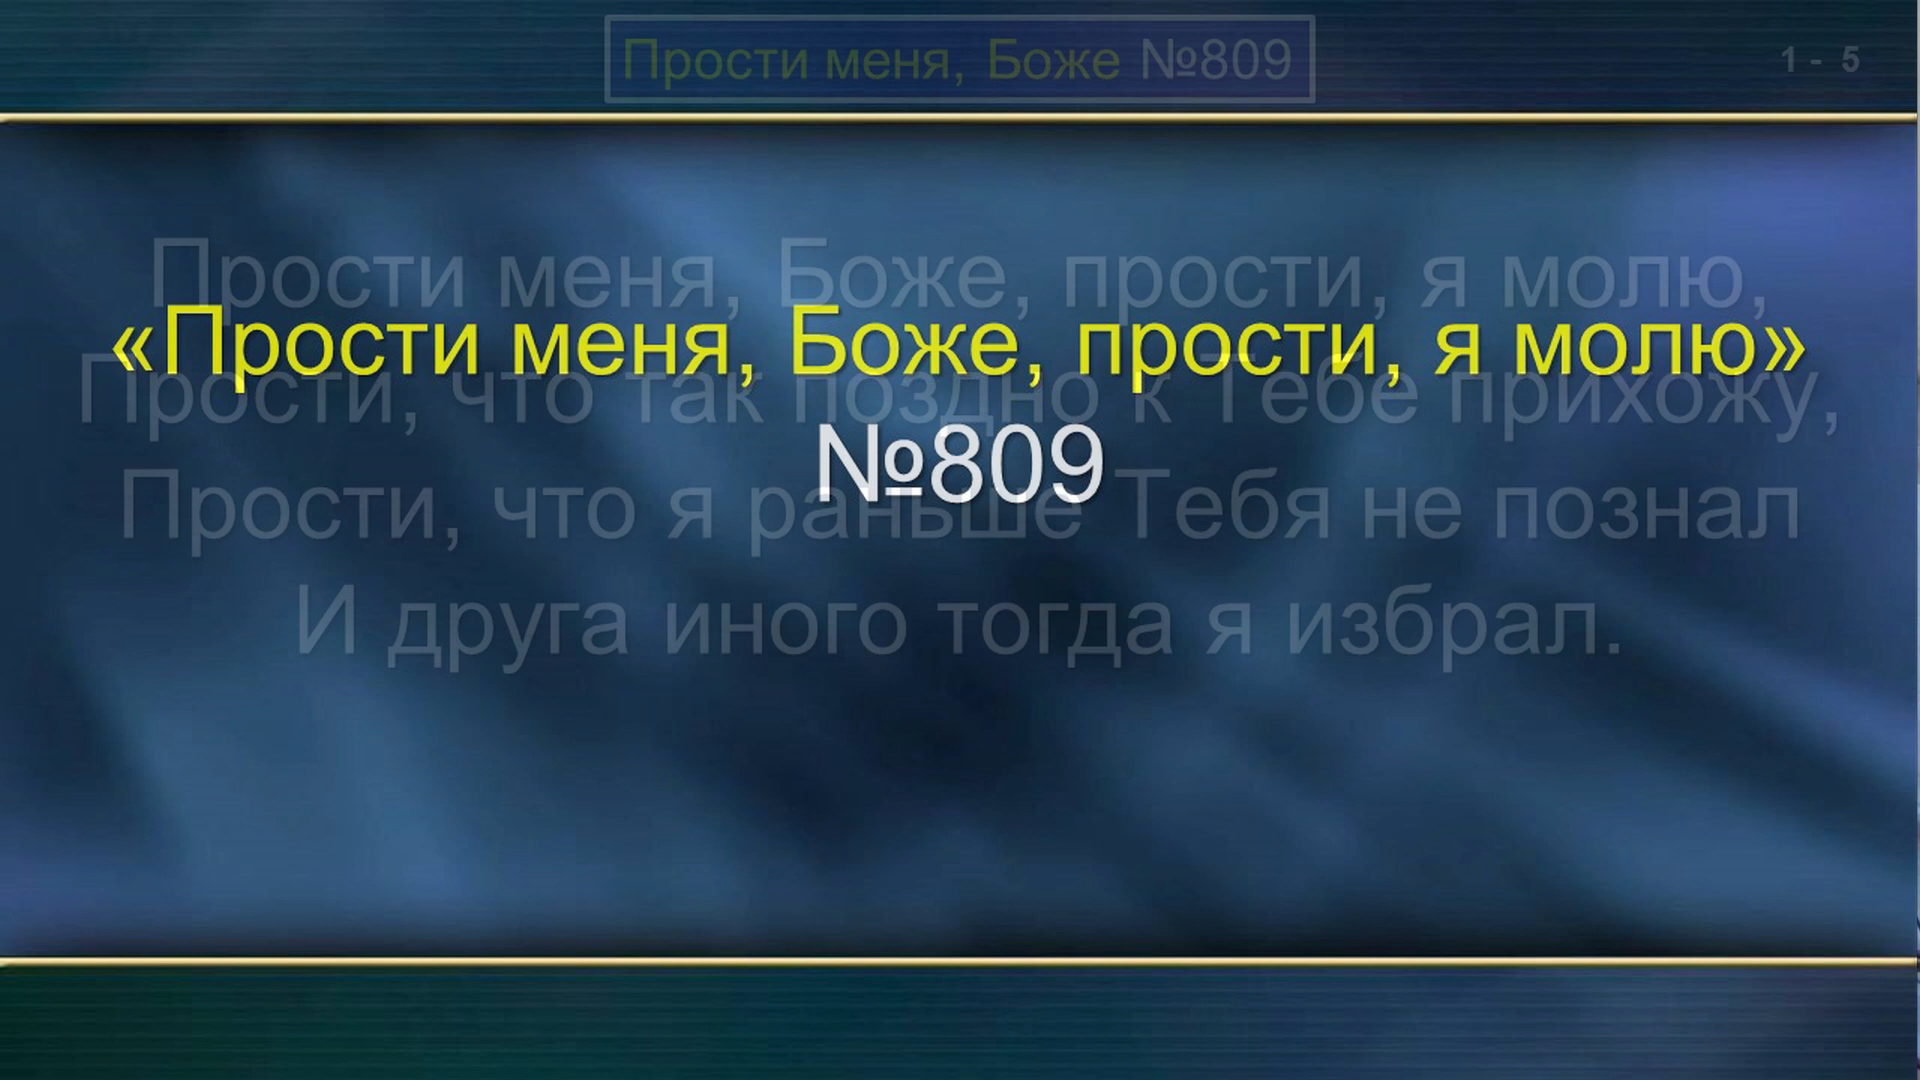 Прости меня, Боже №809
1 - 5
Прости меня, Боже, прости, я молю,
«Прости меня, Боже, прости, я молю»
Прости, что так поздно к Тебе прихожу,
№809
Прости, что я раньше Тебя не познал
И друга иного тогда я избрал.